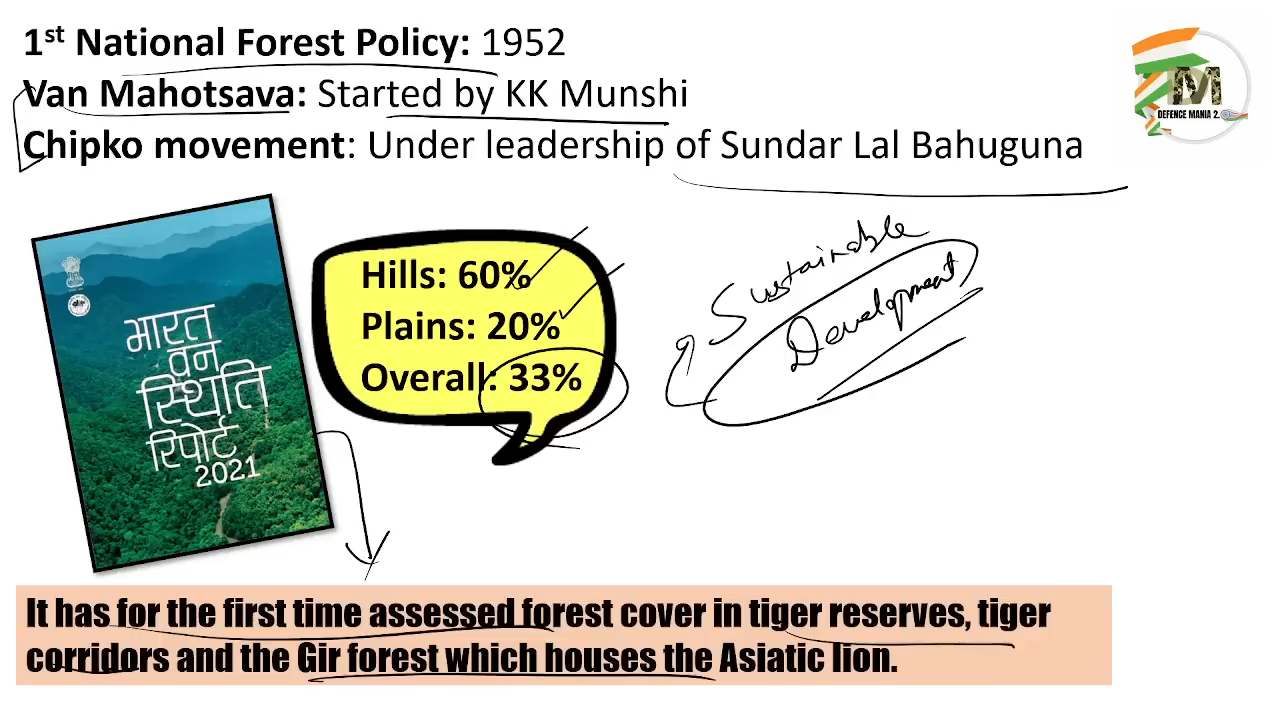 1st National Forest Policy: 1952
Van Mahotsava: Started by KK Munshi
Chipko movement: Under leadership of Sundar Lal Bahuguna
M
DEFENCE MANIA 2.
भारत
वन
स्थिति
रिपोर्ट
2021
Hills: 60%
Plains: 20%
Overall: 33%
Sustainable
Development
It has for the first time assessed forest cover in tiger reserves, tiger
corridors and the Gir forest which houses the Asiatic lion.